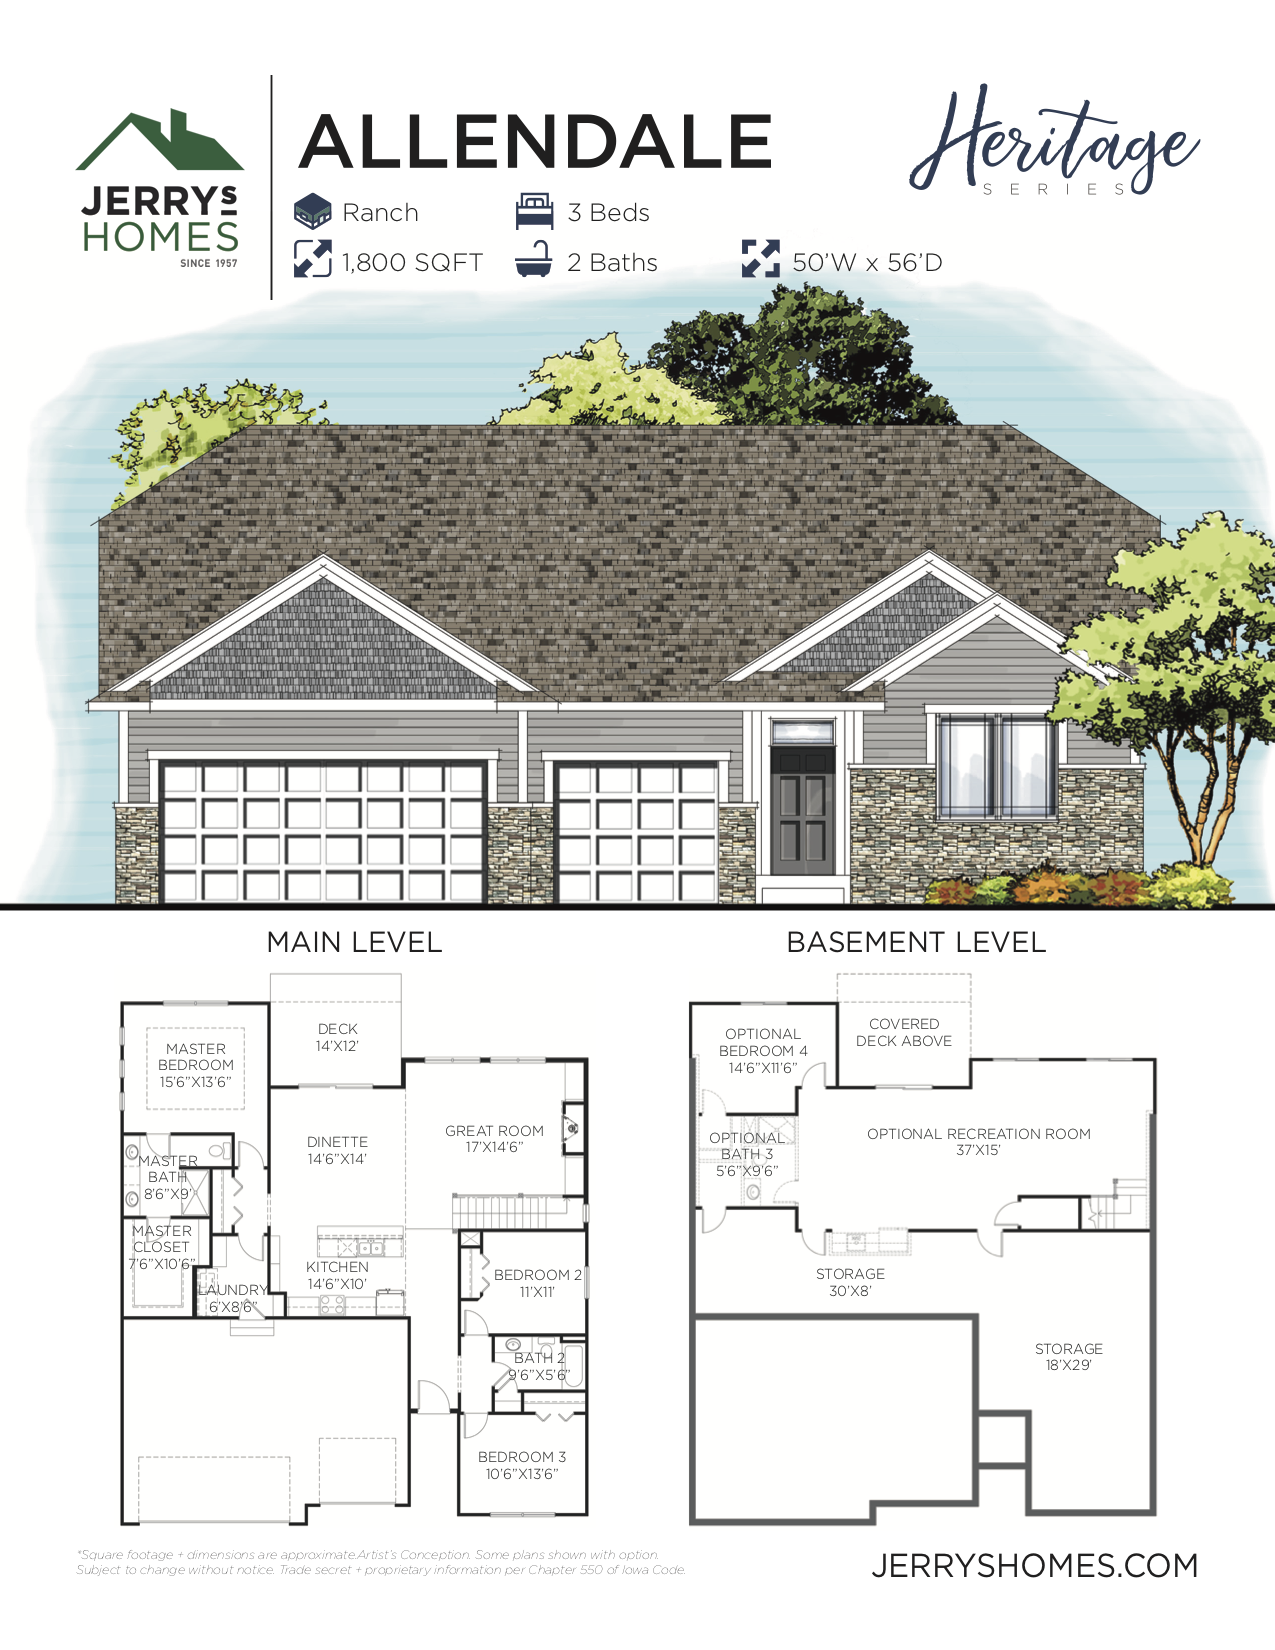 JERRYS
HOMES
SINCE 1957
ALLENDALE
Ranch
3 Beds
1,800 SQFT
2 Baths
50'W x 56'D
Heritage
SERIES
MAIN LEVEL
DECK
14'X12'
MASTER
BEDROOM
15'6"X13'6"
DINETTE
14'6"X14'
GREAT ROOM
17'X14'6"
MASTER
BATH
8'6"X9'
MASTER
CLOSET
7'6"X10'6"
LAUNDRY
6'X8'6"
KITCHEN
14'6"X10'
BEDROOM 2
11'X11'
BATH 2
9'6"X5'6"
BEDROOM 3
10'6"X13'6"
BASEMENT LEVEL
OPTIONAL
BEDROOM 4
14'6"X11'6"
COVERED
DECK ABOVE
OPTIONAL
BATH 3
5'6"X9'6"
OPTIONAL RECREATION ROOM
37'X15'
STORAGE
30'X8'
STORAGE
18'X29'
*Square footage + dimensions are approximate.Artist's Conception. Some plans shown with option.
Subject to change without notice. Trade secret + proprietary information per Chapter 550 of Iowa Code.
JERRYSHOMES.COM